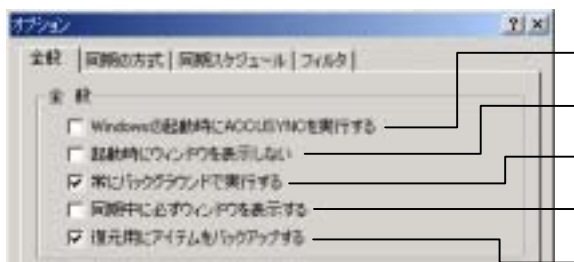 オプション
全般 同期の方式 同期スケジュール フィルタ
全 般
Windowsの起動時にACCUSYNCを実行する
起動時にウィンドウを表示しない
常にバックグラウンドで実行する
同期中に必ずウィンドウを表示する
復元用にアイテムをバックアップする